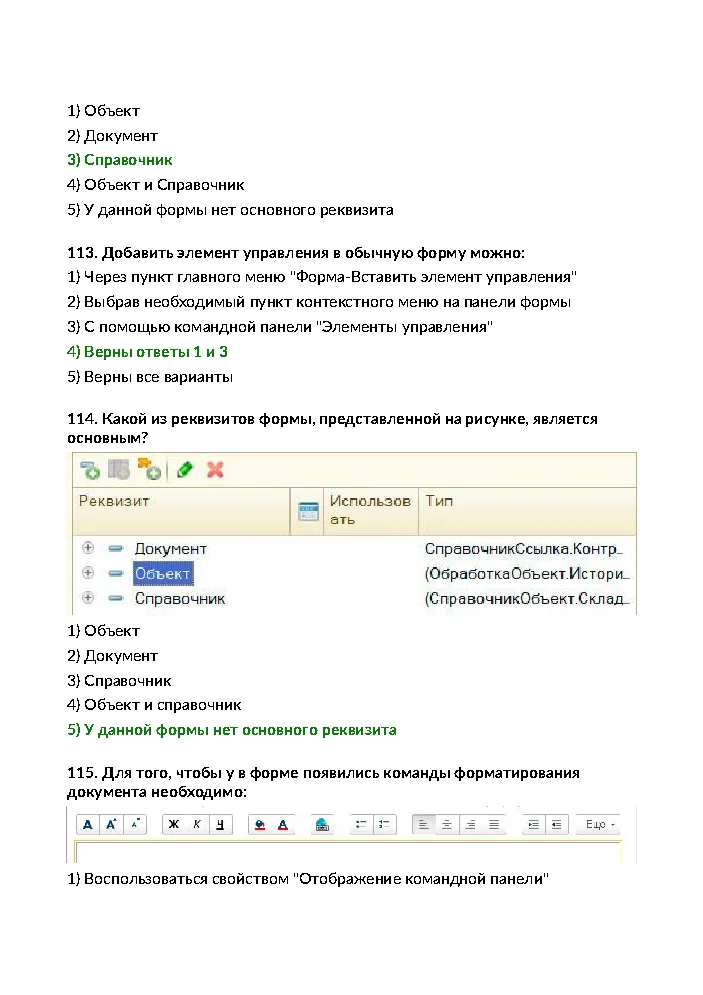 1) Объект
2) Документ
3) Справочник
4) Объект и Справочник
5) У данной формы нет основного реквизита
113. Добавить элемент управления в обычную форму можно:
1) Через пункт главного меню "Форма-Вставить элемент управления"
2) Выбрав необходимый пункт контекстного меню на панели формы
3) С помощью командной панели "Элементы управления"
4) Верны ответы 1 и 3
5) Верны все варианты
114. Какой из реквизитов формы, представленной на рисунке, является
основным?
Реквизит Использов Тип
ать
Документ СправочникСсылка.Контр...
Объект (ОбработкаОбъект.Истори...
Справочник (СправочникОбъект.Склад...
1) Объект
2) Документ
3) Справочник
4) Объект и справочник
5) У данной формы нет основного реквизита
115. Для того, чтобы у в форме появились команды форматирования
документа необходимо:
А А А Ж К Ч А Еще
1) Воспользоваться свойством "Отображение командной панели"